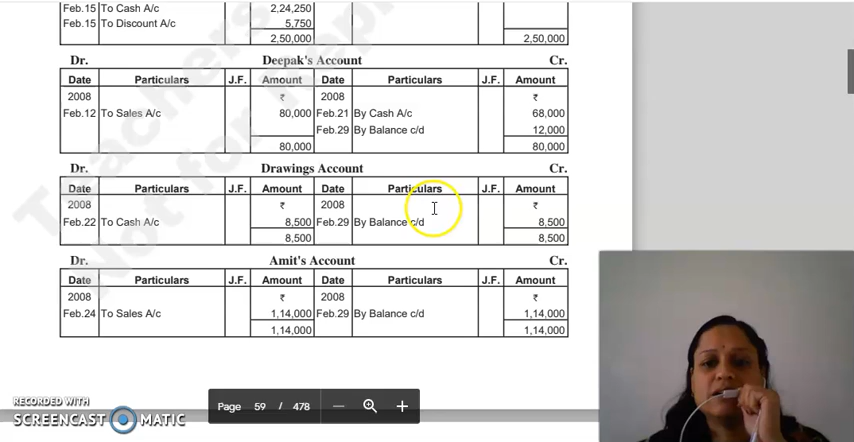 Feb.15 To Cash A/c 2,24,250
Feb.15 To Discount A/c 5,750
2,50,000 2,50,000
Dr. Deepak's Account Cr.
Date Particulars J.F. Amount Date Particulars J.F. Amount
2008 ₹ 2008 ₹
Feb.12 To Sales A/c 80,000 Feb.21 By Cash A/c 68,000
Feb.29 By Balance c/d 12,000
80,000 80,000
Dr. Drawings Account Cr.
Date Particulars J.F. Amount Date Particulars J.F. Amount
2008 ₹ 2008 ₹
Feb.22 To Cash A/c 8,500 Feb.29 By Balance c/d 8,500
8,500 8,500
Dr. Amit's Account Cr.
Date Particulars J.F. Amount Date Particulars J.F. Amount
2008 ₹ 2008 ₹
Feb.24 To Sales A/c 1,14,000 Feb.29 By Balance c/d 1,14,000
1,14,000 1,14,000
Teachers
Not for
Page 59 / 478
RECORDED WITH
SCREENCAST MATIC